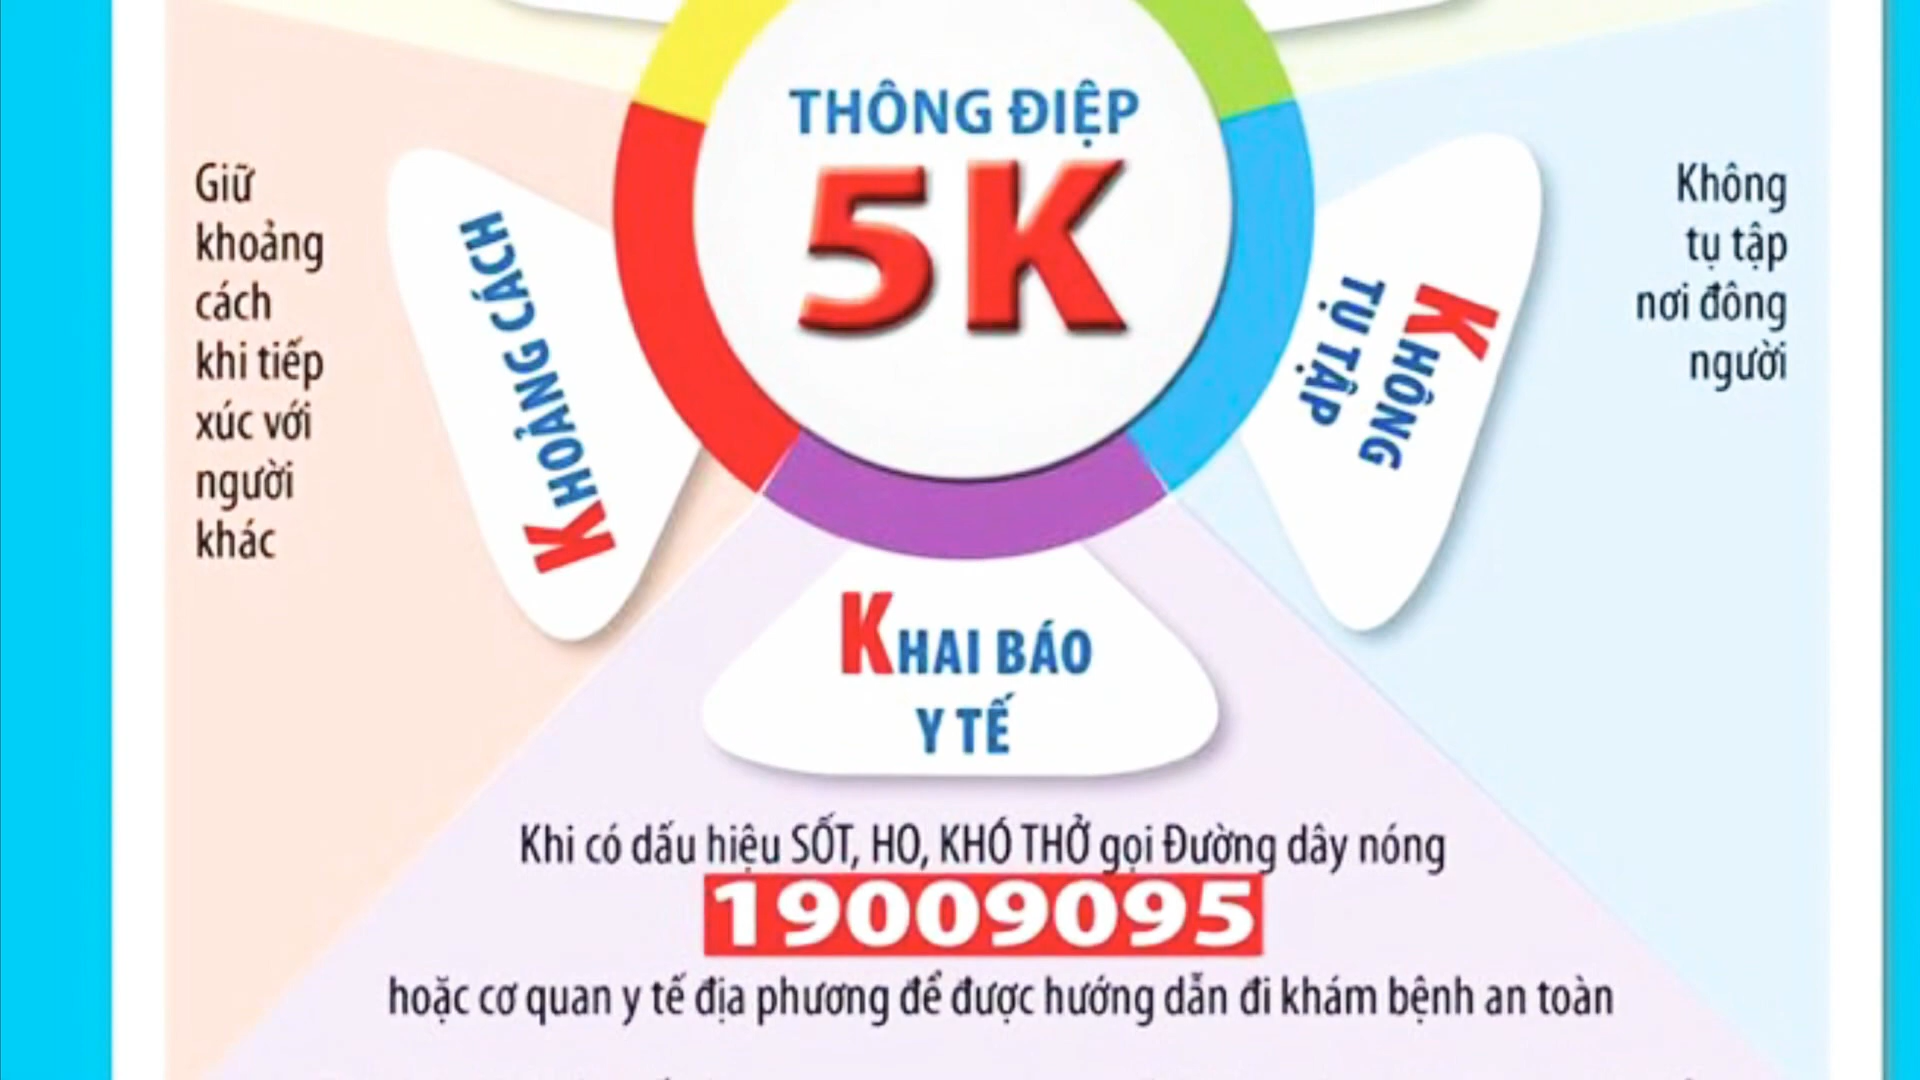 THÔNG ĐIỆP
5K
Giữ
khoảng
cách
khi tiếp
xúc với
người
khác
KHOẢNG CÁCH
KHÔNG
TỤ TẬP
Không
tụ tập
nơi đông
người
KHAI BÁO
Y TẾ
Khi có dấu hiệu SỐT, HO, KHÓ THỞ gọi Đường dây nóng
19009095
hoặc cơ quan y tế địa phương để được hướng dẫn đi khám bệnh an toàn